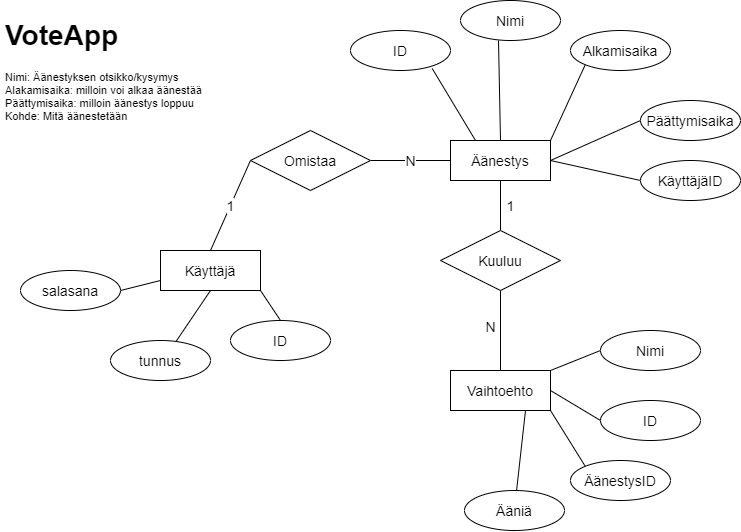 VoteApp
Nimi: Äänestyksen otsikko/kysymys
Alakamisaika: milloin voi alkaa äänestää
Päättymisaika: milloin äänestys loppuu
Kohde: Mitä äänestetään
Nimi
ID
Alkamisaika
Päättymisaika
Omistaa
N
Äänestys
KäyttäjäID
1
1
Kuuluu
Käyttäjä
salasana
N
ID
tunnus
Nimi
Vaihtoehto
ID
ÄänestysID
Ääniä